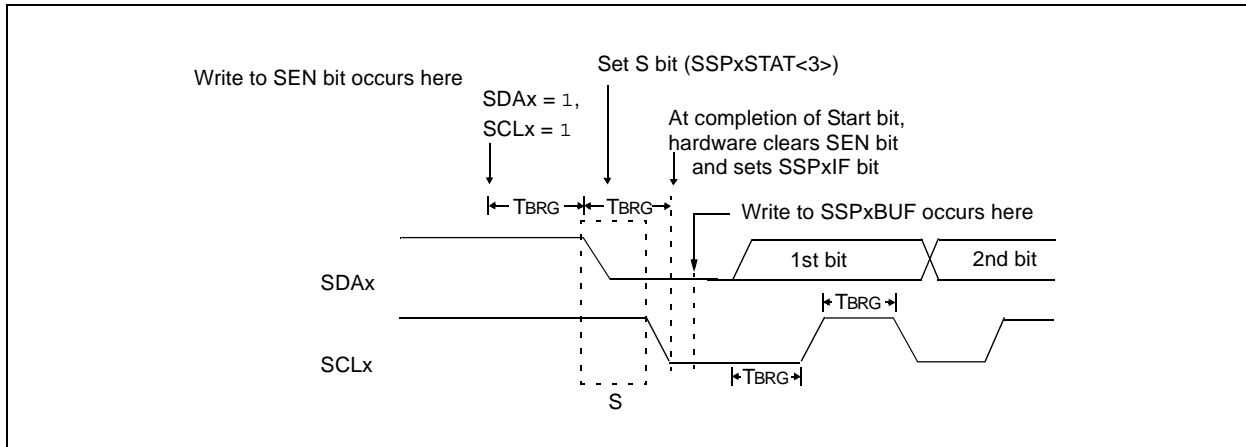 Write to SEN bit occurs here
Set S bit (SSPxSTAT<3>)
SDAx = 1,
SCLx = 1
At completion of Start bit,
hardware clears SEN bit
and sets SSPxIF bit
TBRG
TBRG
Write to SSPxBUF occurs here
SDAx
1st bit
2nd bit
TBRG
SCLx
TBRG
S